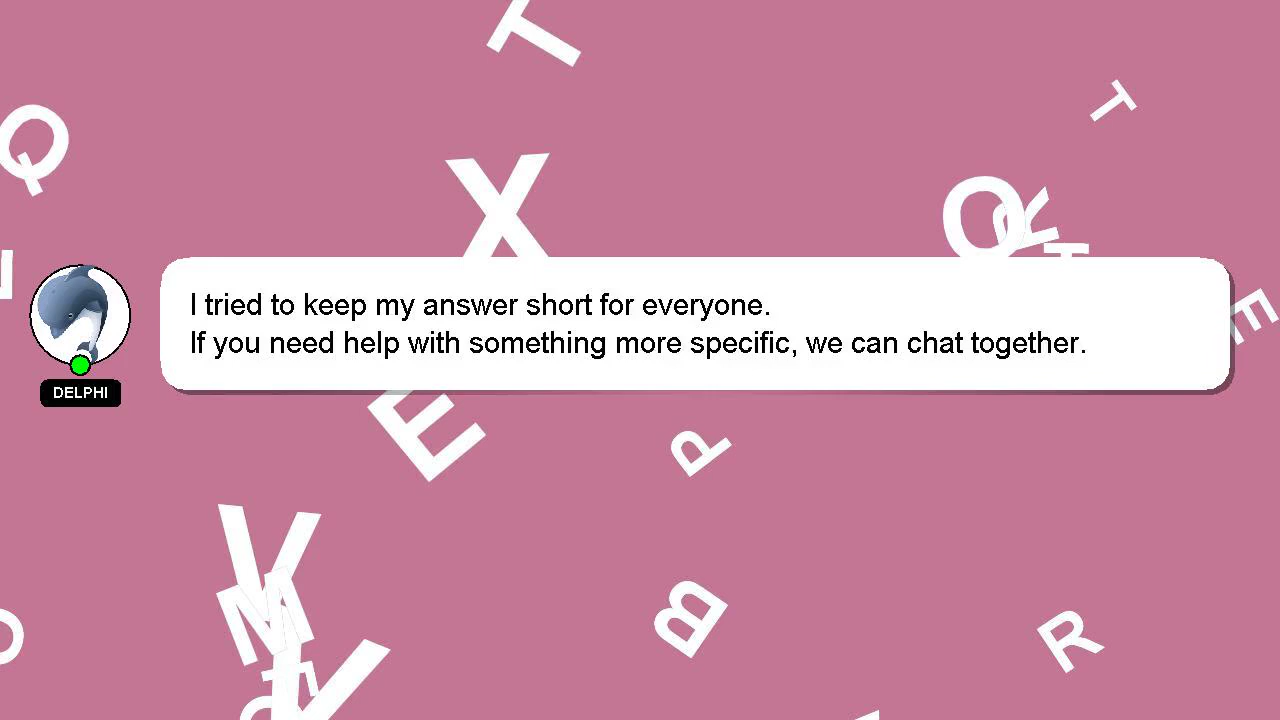 T
T
Q
X
Q
R
E
I tried to keep my answer short for everyone.
If you need help with something more specific, we can chat together.
DELPHI
E
P
V
M
B
R
V